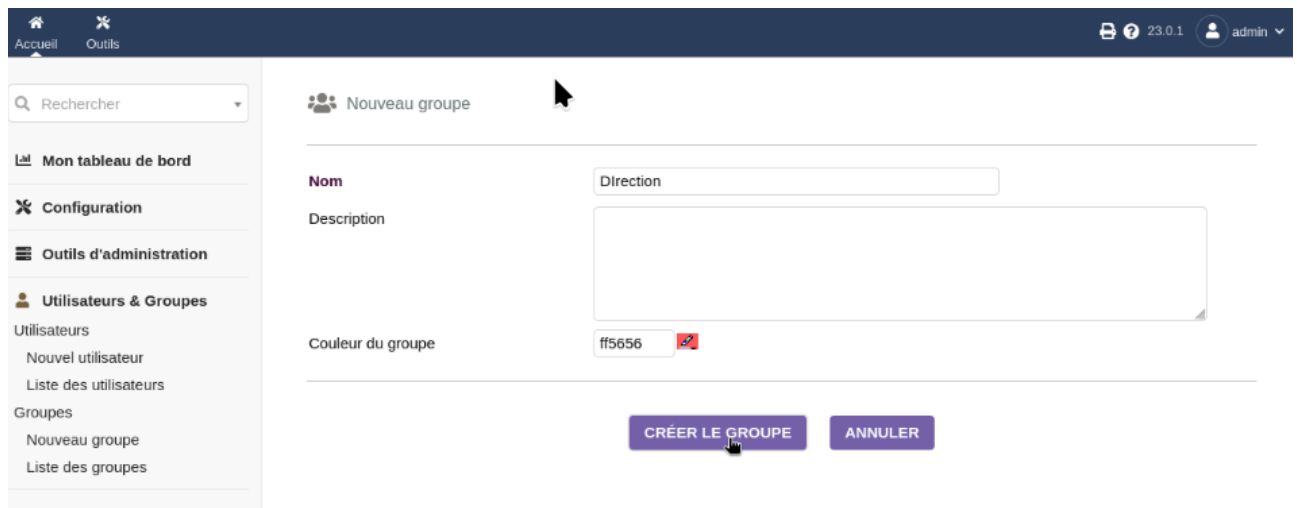 Accueil Outils 23.0.1 admin
Rechercher
Nouveau groupe
Mon tableau de bord
Configuration
Outils d'administration
Utilisateurs & Groupes
Utilisateurs
Nouvel utilisateur
Liste des utilisateurs
Groupes
Nouveau groupe
Liste des groupes
Nom DIrection
Description
Couleur du groupe ff5656
CRÉER LE GROUPE ANNULER